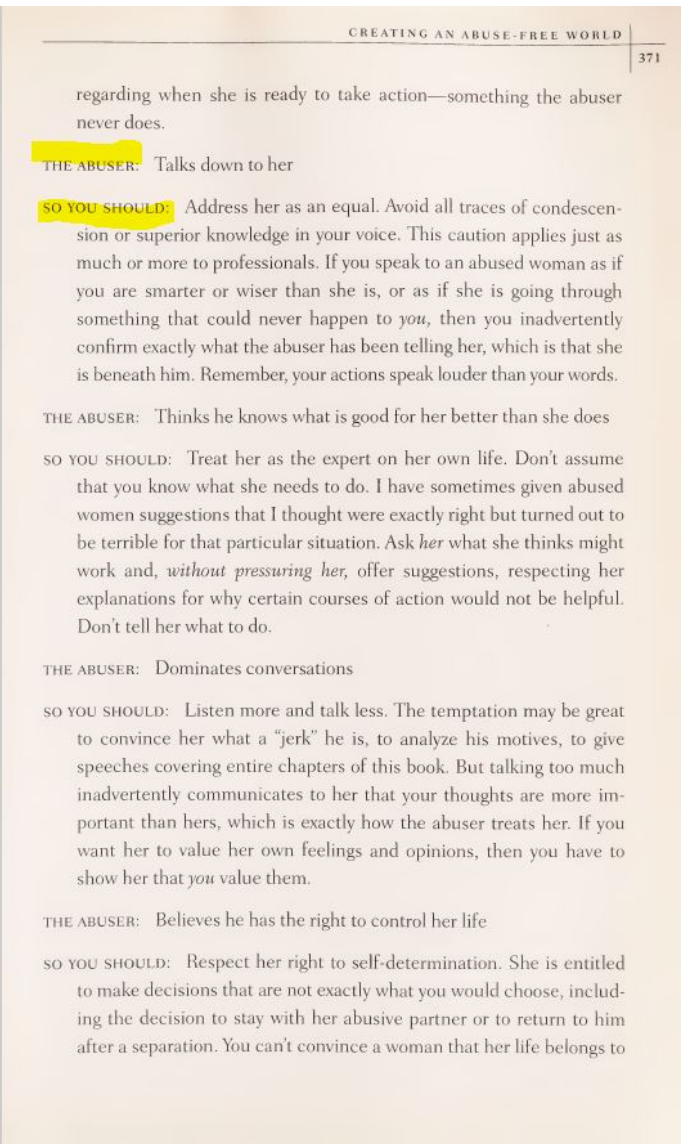 CREATING AN ABUSE-FREE WORLD
371
regarding when she is ready to take action—something the abuser
never does.
THE ABUSER: Talks down to her
SO YOU SHOULD: Address her as an equal. Avoid all traces of condescen-
sion or superior knowledge in your voice. This caution applies just as
much or more to professionals. If you speak to an abused woman as if
you are smarter or wiser than she is, or as if she is going through
something that could never happen to you, then you inadvertently
confirm exactly what the abuser has been telling her, which is that she
is beneath him. Remember, your actions speak louder than your words.
THE ABUSER: Thinks he knows what is good for her better than she does
SO YOU SHOULD: Treat her as the expert on her own life. Don't assume
that you know what she needs to do. I have sometimes given abused
women suggestions that I thought were exactly right but turned out to
be terrible for that particular situation. Ask her what she thinks might
work and, without pressuring her, offer suggestions, respecting her
explanations for why certain courses of action would not be helpful.
Don't tell her what to do.
THE ABUSER: Dominates conversations
SO YOU SHOULD: Listen more and talk less. The temptation may be great
to convince her what a "jerk" he is, to analyze his motives, to give
speeches covering entire chapters of this book. But talking too much
inadvertently communicates to her that your thoughts are more im-
portant than hers, which is exactly how the abuser treats her. If you
want her to value her own feelings and opinions, then you have to
show her that you value them.
THE ABUSER: Believes he has the right to control her life
SO YOU SHOULD: Respect her right to self-determination. She is entitled
to make decisions that are not exactly what you would choose, includ-
ing the decision to stay with her abusive partner or to return to him
after a separation. You can't convince a woman that her life belongs to